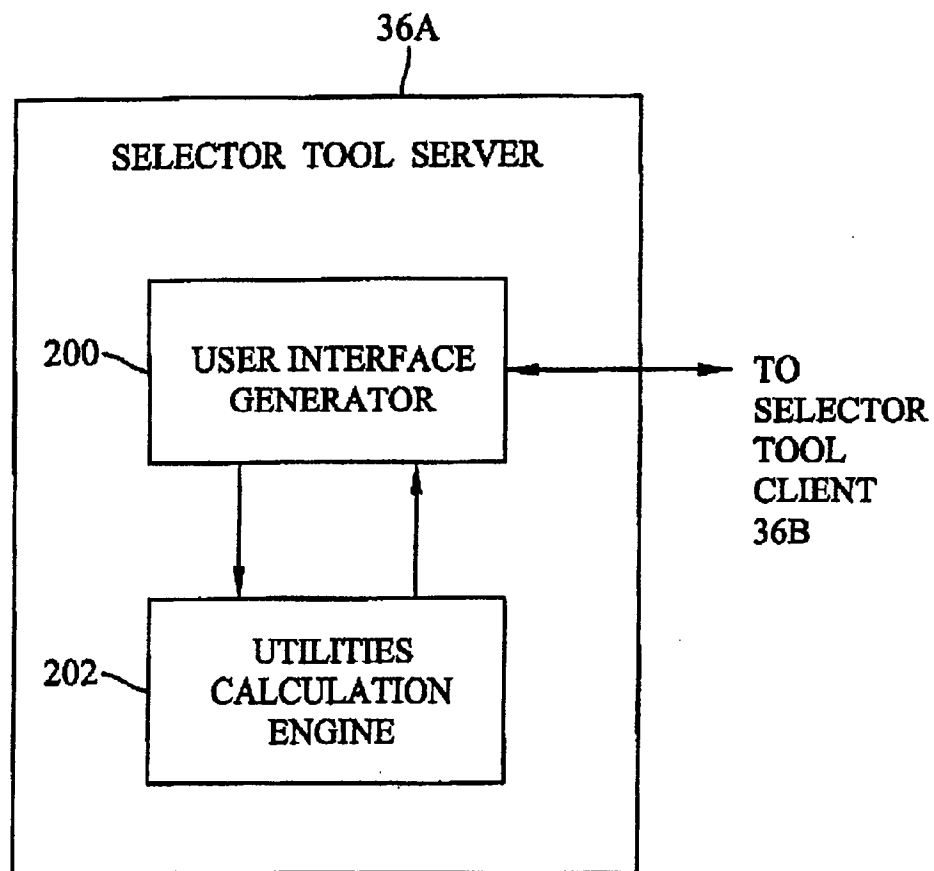 36A
SELECTOR TOOL SERVER
200
USER INTERFACE
GENERATOR
TO
SELECTOR
TOOL
CLIENT
36B
202
UTILITIES
CALCULATION
ENGINE